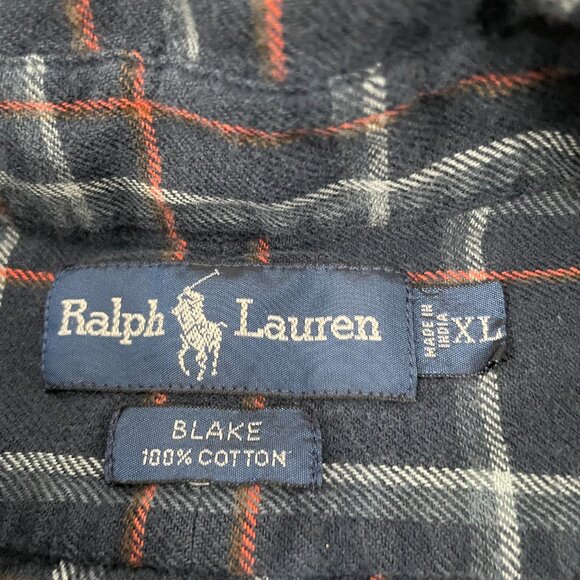 Ralph Lauren
MADE IN
INDIA
XL
BLAKE
100% COTTON